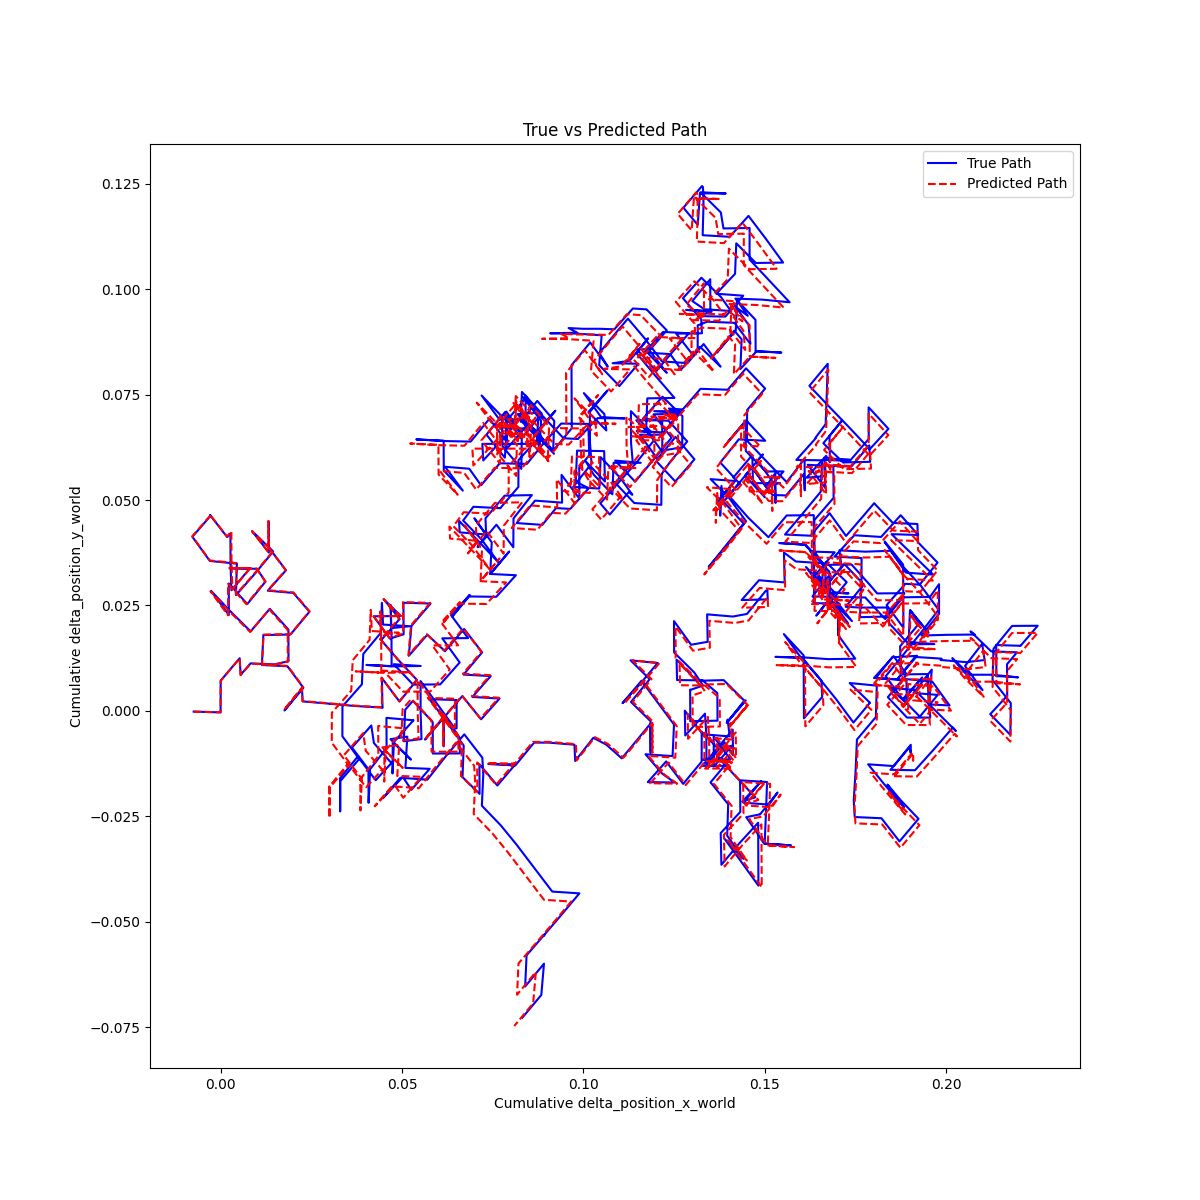 True vs Predicted Path
True Path
Predicted Path
0.125
0.100
0.075
0.050
0.025
0.000
−0.025
−0.050
−0.075
Cumulative delta_position_y_world
0.00 0.05 0.10 0.15 0.20
Cumulative delta_position_x_world